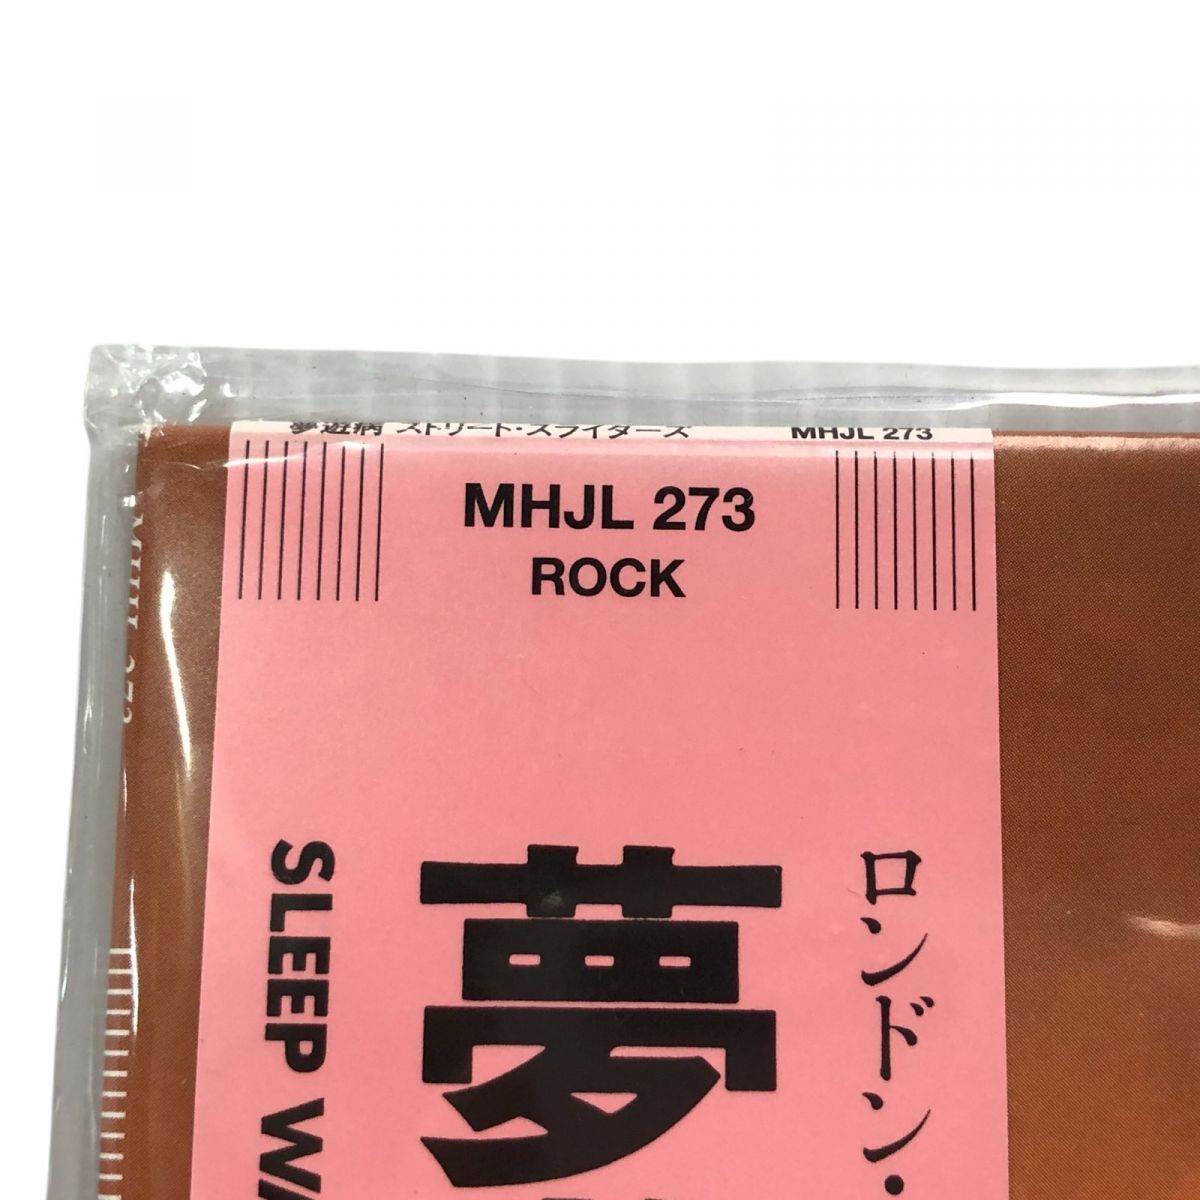 夢遊病 ストリート・スライダーズ MHJL 273
MHJL 273
ROCK
ロンドン・
夢
SLEEP WA